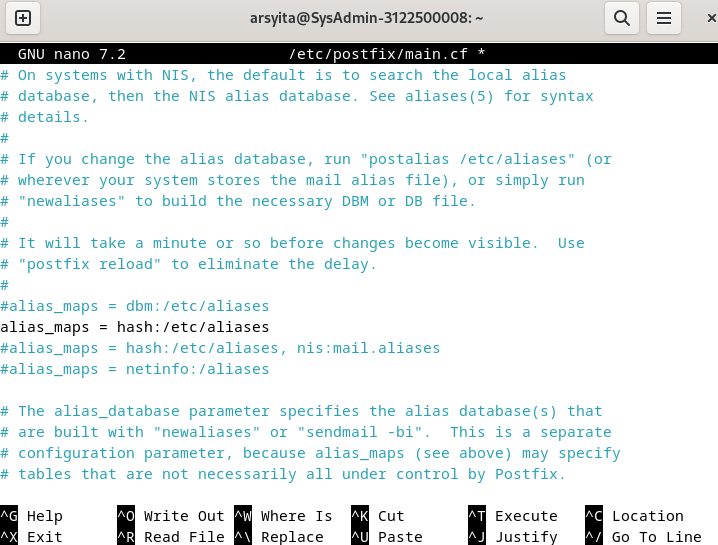 arsyita@SysAdmin-3122500008: ~
GNU nano 7.2 /etc/postfix/main.cf *
# On systems with NIS, the default is to search the local alias
# database, then the NIS alias database. See aliases(5) for syntax
# details.
#
# If you change the alias database, run "postalias /etc/aliases" (or
# wherever your system stores the mail alias file), or simply run
# "newaliases" to build the necessary DBM or DB file.
#
# It will take a minute or so before changes become visible.  Use
# "postfix reload" to eliminate the delay.
#
#alias_maps = dbm:/etc/aliases
alias_maps = hash:/etc/aliases
#alias_maps = hash:/etc/aliases, nis:mail.aliases
#alias_maps = netinfo:/aliases
# The alias_database parameter specifies the alias database(s) that
# are built with "newaliases" or "sendmail -bi".  This is a separate
# configuration parameter, because alias_maps (see above) may specify
# tables that are not necessarily all under control by Postfix.
^G Help ^O Write Out ^W Where Is ^K Cut ^T Execute ^C Location
^X Exit ^R Read File ^\ Replace ^U Paste ^J Justify ^/ Go To Line